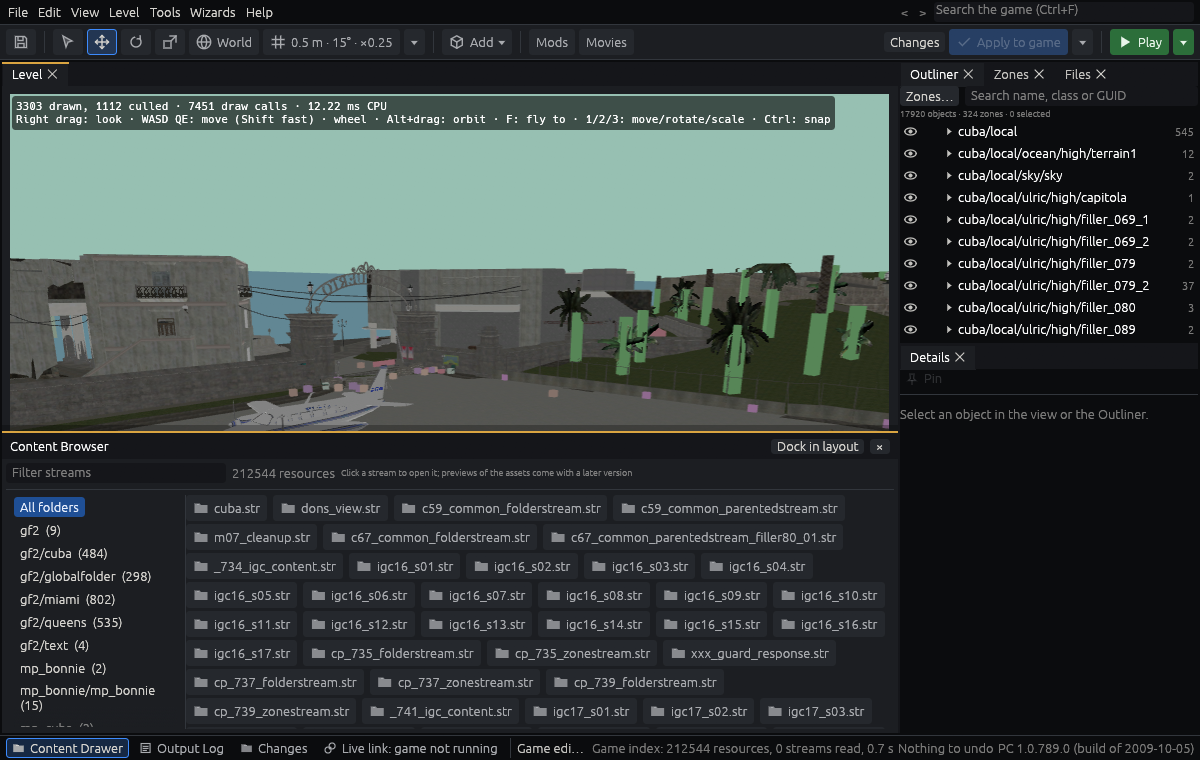 File Edit View Level Tools Wizards Help
< > Search the game (Ctrl+F)
World 0.5 m · 15° · ×0.25 Add Mods Movies Changes Apply to game Play
Level
3303 drawn, 1112 culled · 7451 draw calls · 12.22 ms CPU
Right drag: look · WASD QE: move (Shift fast) · wheel · Alt+drag: orbit · F: fly to · 1/2/3: move/rotate/scale · Ctrl: snap
Outliner Zones Files
Zones... Search name, class or GUID
17920 objects · 324 zones · 0 selected
cuba/local 545
cuba/local/ocean/high/terrain1 12
cuba/local/sky/sky 2
cuba/local/ulric/high/capitola 1
cuba/local/ulric/high/filler_069_1 2
cuba/local/ulric/high/filler_069_2 2
cuba/local/ulric/high/filler_079 2
cuba/local/ulric/high/filler_079_2 37
cuba/local/ulric/high/filler_080 3
cuba/local/ulric/high/filler_089 2
Details
Pin
Select an object in the view or the Outliner.
Content Browser Dock in layout ×
Filter streams 212544 resources Click a stream to open it; previews of the assets come with a later version
All folders
gf2 (9)
gf2/cuba (484)
gf2/globalfolder (298)
gf2/miami (802)
gf2/queens (535)
gf2/text (4)
mp_bonnie (2)
mp_bonnie/mp_bonnie
(15)
cuba.str dons_view.str c59_common_folderstream.str c59_common_parentedstream.str
m07_cleanup.str c67_common_folderstream.str c67_common_parentedstream_filler80_01.str
_734_igc_content.str igc16_s01.str igc16_s02.str igc16_s03.str igc16_s04.str
igc16_s05.str igc16_s06.str igc16_s07.str igc16_s08.str igc16_s09.str igc16_s10.str
igc16_s11.str igc16_s12.str igc16_s13.str igc16_s14.str igc16_s15.str igc16_s16.str
igc16_s17.str cp_735_folderstream.str cp_735_zonestream.str xxx_guard_response.str
cp_737_folderstream.str cp_737_zonestream.str cp_739_folderstream.str
cp_739_zonestream.str _741_igc_content.str igc17_s01.str igc17_s02.str igc17_s03.str
Content Drawer Output Log Changes Live link: game not running Game edi... Game index: 212544 resources, 0 streams read, 0.7 s Nothing to undo PC 1.0.789.0 (build of 2009-10-05)